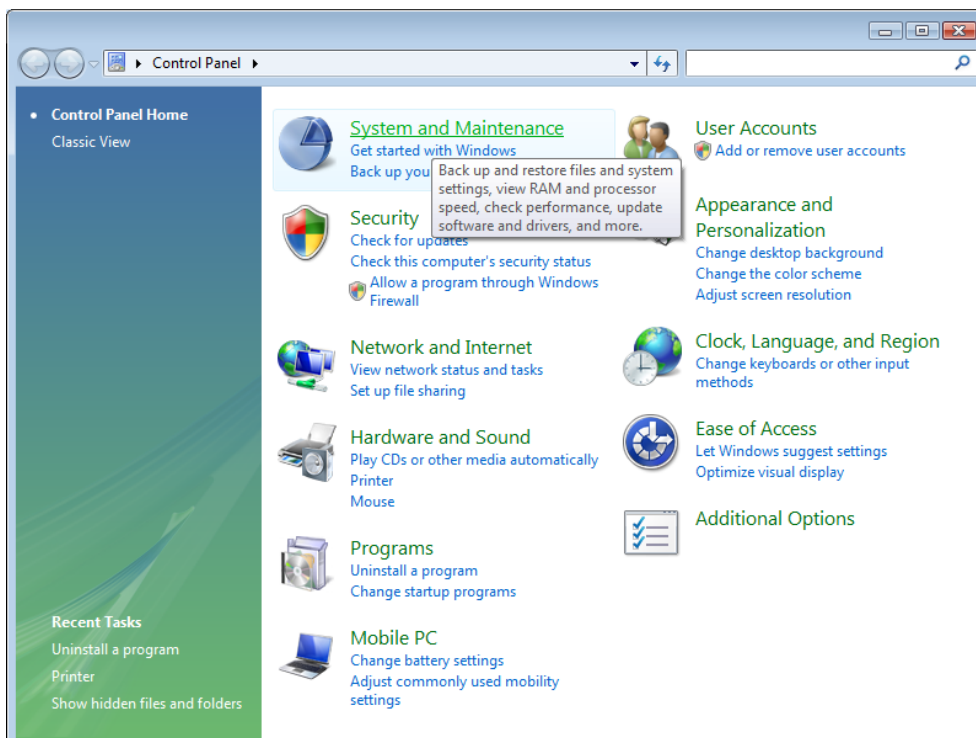 Control Panel
Control Panel Home
Classic View
System and Maintenance
Get started with Windows
Back up you
Back up and restore files and system
settings, view RAM and processor
speed, check performance, update
software and drivers, and more.
Security
Check for updates
Check this computer's security status
Allow a program through Windows
Firewall
Network and Internet
View network status and tasks
Set up file sharing
Hardware and Sound
Play CDs or other media automatically
Printer
Mouse
Programs
Uninstall a program
Change startup programs
Mobile PC
Change battery settings
Adjust commonly used mobility
settings
User Accounts
Add or remove user accounts
Appearance and
Personalization
Change desktop background
Change the color scheme
Adjust screen resolution
Clock, Language, and Region
Change keyboards or other input
methods
Ease of Access
Let Windows suggest settings
Optimize visual display
Additional Options
Recent Tasks
Uninstall a program
Printer
Show hidden files and folders